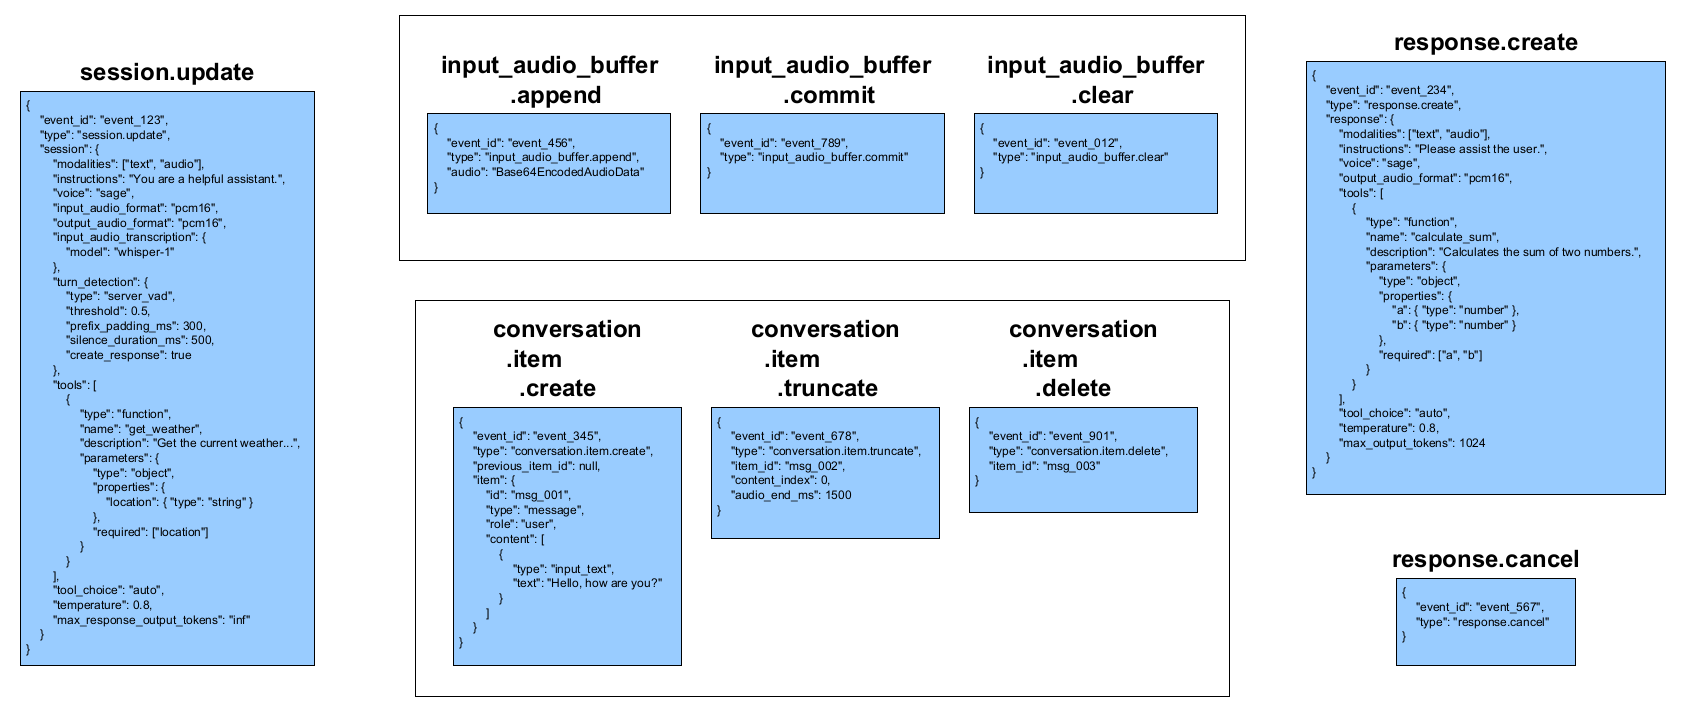 session.update
{
"event_id": "event_123",
"type": "session.update",
"session": {
"modalities": ["text", "audio"],
"instructions": "You are a helpful assistant.",
"voice": "sage",
"input_audio_format": "pcm16",
"output_audio_format": "pcm16",
"input_audio_transcription": {
"model": "whisper-1"
},
"turn_detection": {
"type": "server_vad",
"threshold": 0.5,
"prefix_padding_ms": 300,
"silence_duration_ms": 500,
"create_response": true
},
"tools": [
{
"type": "function",
"name": "get_weather",
"description": "Get the current weather...",
"parameters": {
"type": "object",
"properties": {
"location": { "type": "string" }
},
"required": ["location"]
}
}
],
"tool_choice": "auto",
"temperature": 0.8,
"max_response_output_tokens": "inf"
}
}
input_audio_buffer
.append
{
"event_id": "event_456",
"type": "input_audio_buffer.append",
"audio": "Base64EncodedAudioData"
}
input_audio_buffer
.commit
{
"event_id": "event_789",
"type": "input_audio_buffer.commit"
}
input_audio_buffer
.clear
{
"event_id": "event_012",
"type": "input_audio_buffer.clear"
}
conversation
.item
.create
{
"event_id": "event_345",
"type": "conversation.item.create",
"previous_item_id": null,
"item": {
"id": "msg_001",
"type": "message",
"role": "user",
"content": [
{
"type": "input_text",
"text": "Hello, how are you?"
}
]
}
}
conversation
.item
.truncate
{
"event_id": "event_678",
"type": "conversation.item.truncate",
"item_id": "msg_002",
"content_index": 0,
"audio_end_ms": 1500
}
conversation
.item
.delete
{
"event_id": "event_901",
"type": "conversation.item.delete",
"item_id": "msg_003"
}
response.create
{
"event_id": "event_234",
"type": "response.create",
"response": {
"modalities": ["text", "audio"],
"instructions": "Please assist the user.",
"voice": "sage",
"output_audio_format": "pcm16",
"tools": [
{
"type": "function",
"name": "calculate_sum",
"description": "Calculates the sum of two numbers.",
"parameters": {
"type": "object",
"properties": {
"a": { "type": "number" },
"b": { "type": "number" }
},
"required": ["a", "b"]
}
}
],
"tool_choice": "auto",
"temperature": 0.8,
"max_output_tokens": 1024
}
}
response.cancel
{
"event_id": "event_567",
"type": "response.cancel"
}